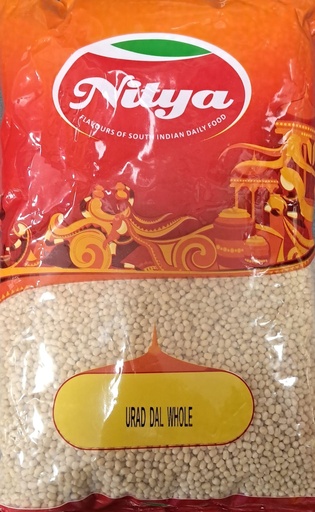 Nitya
FLAVOURS OF SOUTH INDIAN DAILY FOOD
URAD DAL WHOLE